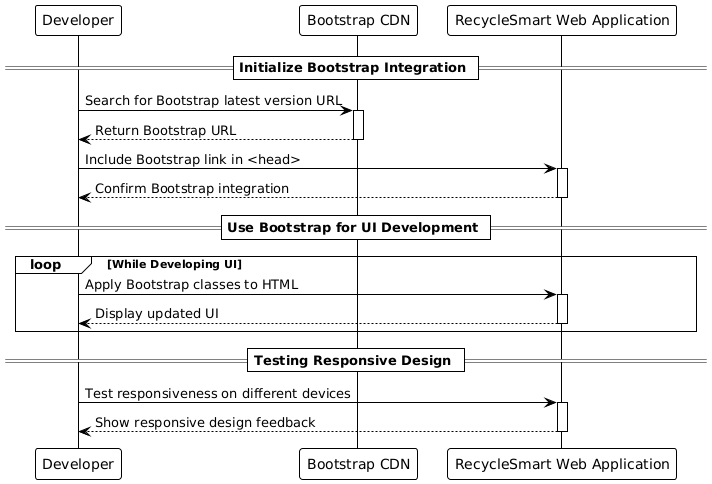 Developer
Bootstrap CDN
RecycleSmart Web Application
Initialize Bootstrap Integration
Search for Bootstrap latest version URL
Return Bootstrap URL
Include Bootstrap link in <head>
Confirm Bootstrap integration
Use Bootstrap for UI Development
loop
[While Developing UI]
Apply Bootstrap classes to HTML
Display updated UI
Testing Responsive Design
Test responsiveness on different devices
Show responsive design feedback
Developer
Bootstrap CDN
RecycleSmart Web Application